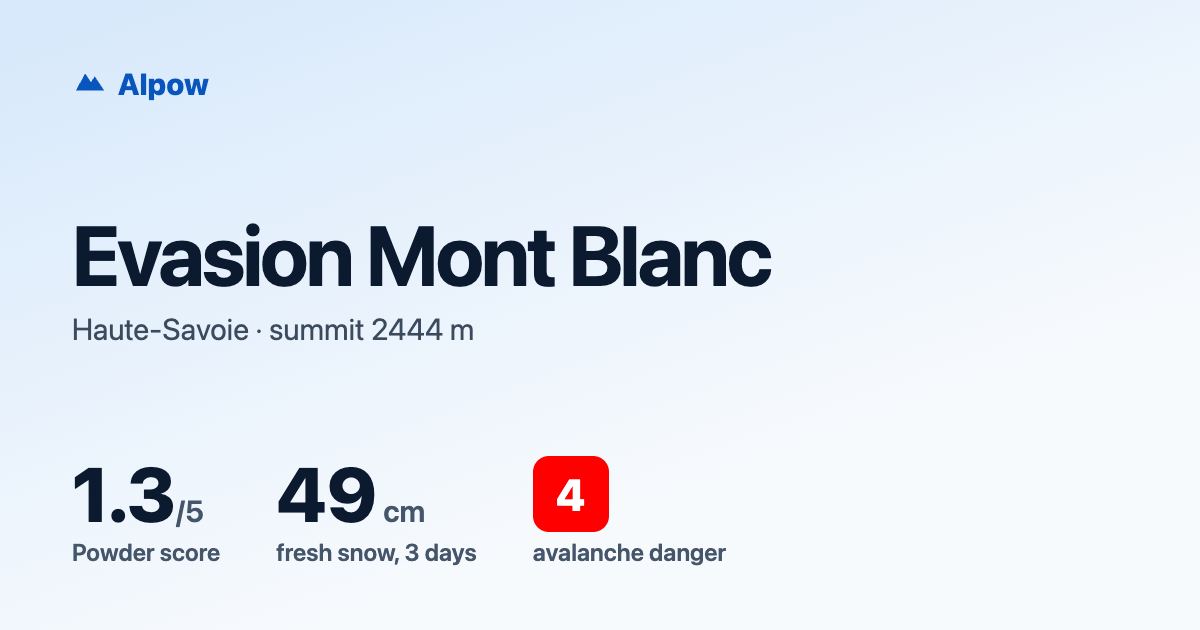 Alpow
Evasion Mont Blanc
Haute-Savoie · summit 2444 m
1.3/5
Powder score
49 cm
fresh snow, 3 days
4
avalanche danger